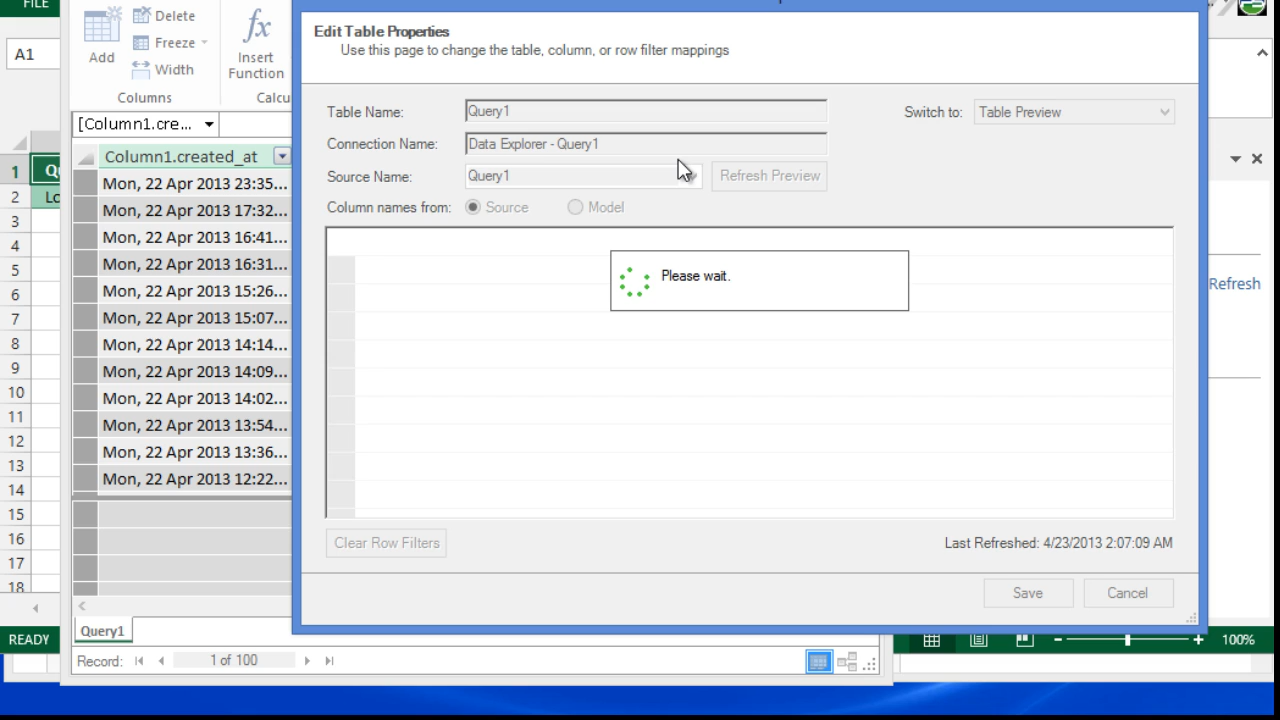 FILE
Delete
Freeze
Width
Add
Insert
Function
Columns
Calcu
A1
[Column1.cre...
Column1.created_at
Mon, 22 Apr 2013 23:35...
Mon, 22 Apr 2013 17:32...
Mon, 22 Apr 2013 16:41...
Mon, 22 Apr 2013 16:31...
Mon, 22 Apr 2013 15:26...
Mon, 22 Apr 2013 15:07...
Mon, 22 Apr 2013 14:14...
Mon, 22 Apr 2013 14:09...
Mon, 22 Apr 2013 14:02...
Mon, 22 Apr 2013 13:54...
Mon, 22 Apr 2013 13:36...
Mon, 22 Apr 2013 12:22...
1 Qu
2 Lo
3
4
5
6
7
8
9
10
11
12
13
14
15
16
17
18
Query1
Record: 1 of 100
READY
Edit Table Properties
Use this page to change the table, column, or row filter mappings
Table Name: Query1
Switch to: Table Preview
Connection Name: Data Explorer - Query1
Source Name: Query1 Refresh Preview
Column names from: Source Model
Please wait.
Clear Row Filters
Last Refreshed: 4/23/2013 2:07:09 AM
Save Cancel
Refresh
100%